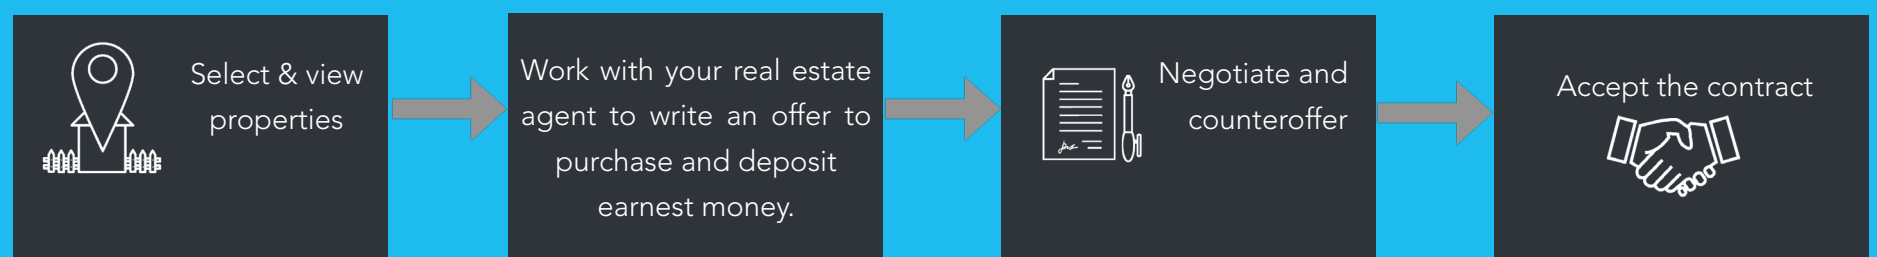 Select & view
properties
Work with your real estate
agent to write an offer to
purchase and deposit
earnest money.
Negotiate and
counteroffer
Accept the contract